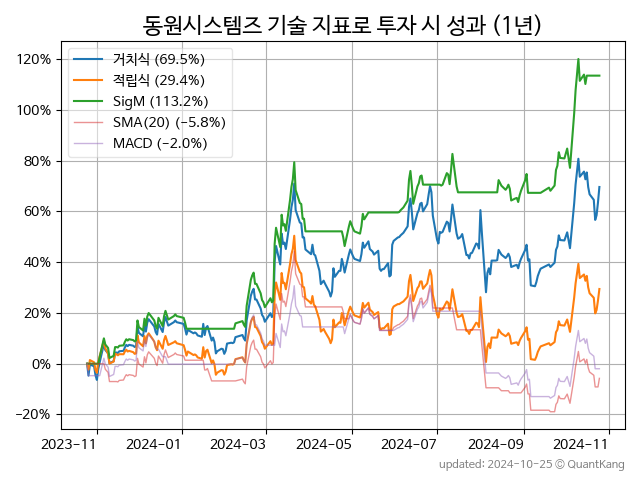 동원시스템즈 기술 지표로 투자 시 성과 (1년)
거치식 (69.5%)
적립식 (29.4%)
SigM (113.2%)
SMA(20) (−5.8%)
MACD (−2.0%)
120%
100%
80%
60%
40%
20%
0%
−20%
2023−11 2024−01 2024−03 2024−05 2024−07 2024−09 2024−11
updated: 2024-10-25 © QuantKang